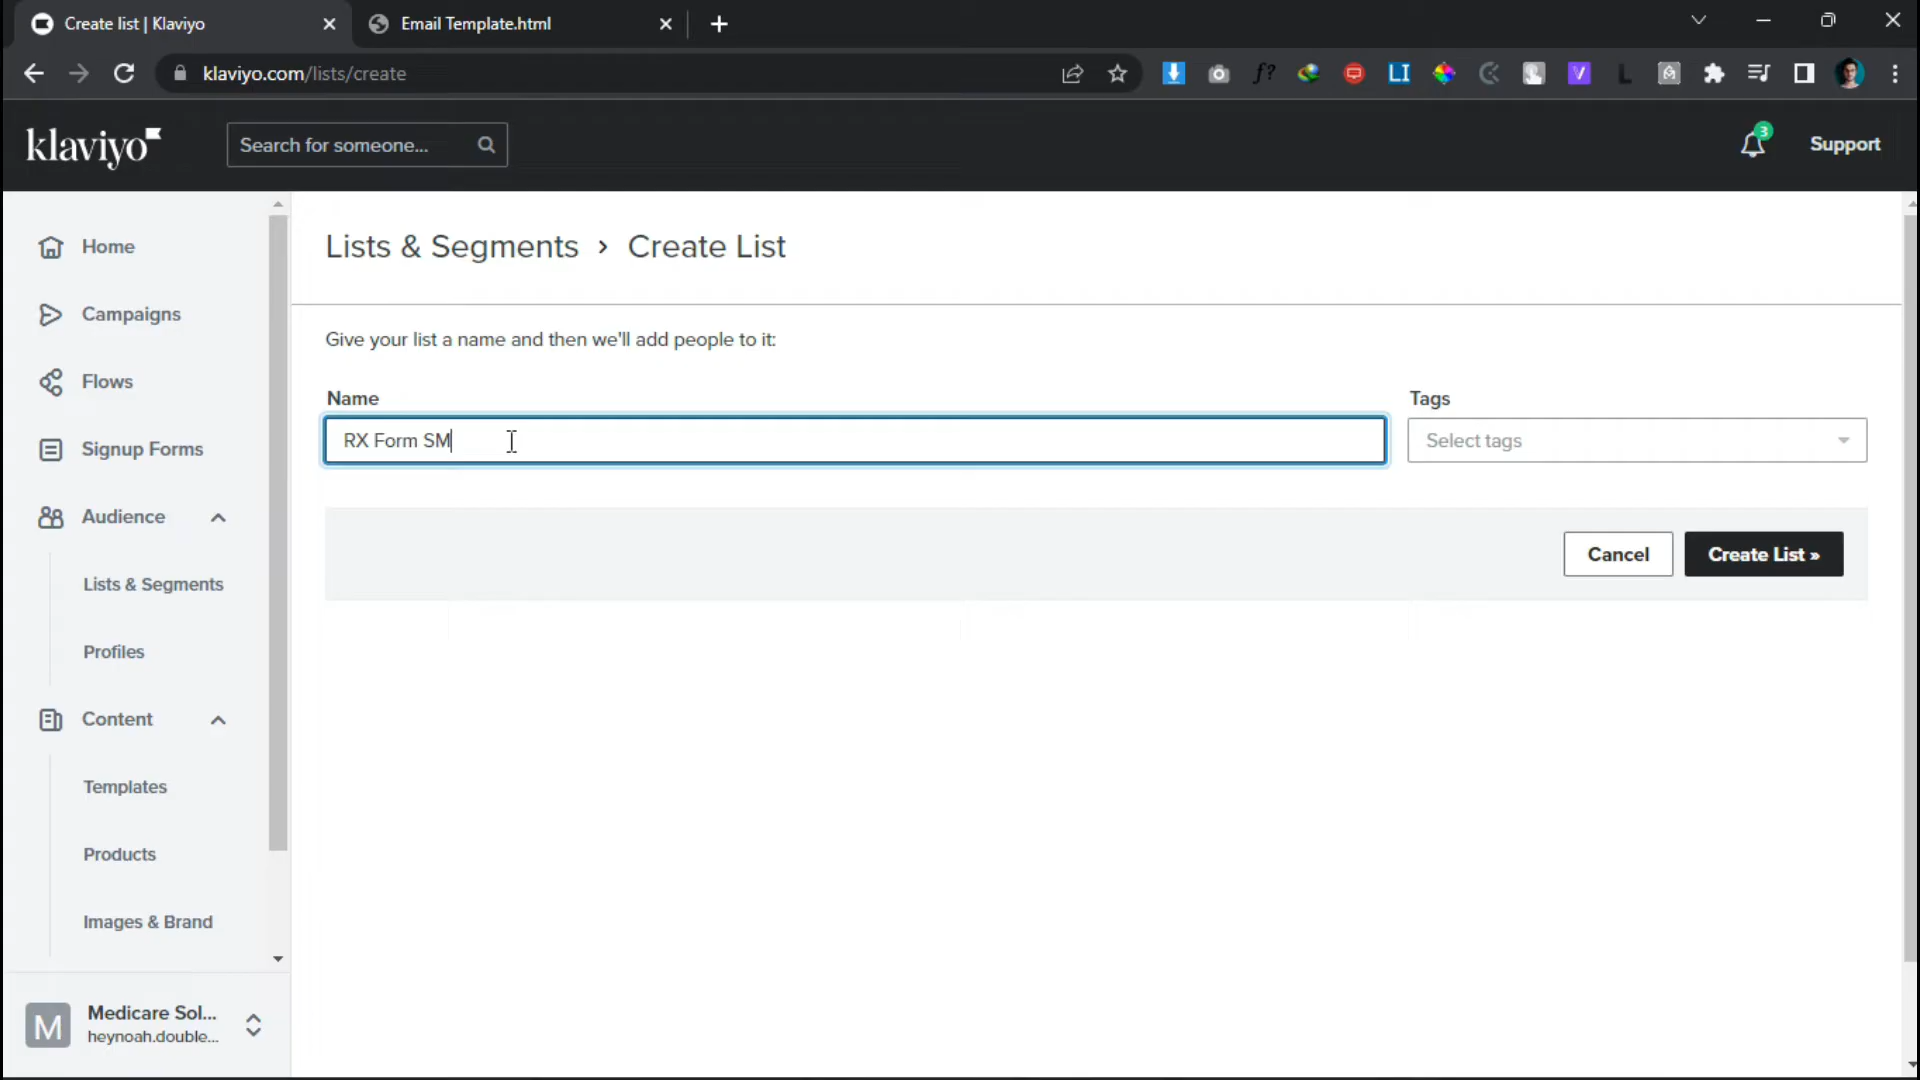 Create list | Klaviyo
Email Template.html
klaviyo.com/lists/create
f?
LI
V
L
klaviyo
Search for someone...
3
Support
Home
Campaigns
Flows
Signup Forms
Audience
Lists & Segments
Profiles
Content
Templates
Products
Images & Brand
M
Medicare Sol...
heynoah.double...
Lists & Segments › Create List
Give your list a name and then we'll add people to it:
Name
Tags
RX Form SM
Select tags
Cancel
Create List »